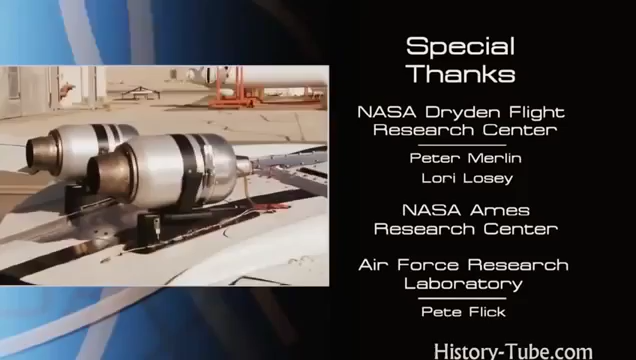 Special
Thanks
NASA Dryden Flight
Research Center
Peter Merlin
Lori Losey
NASA Ames
Research Center
Air Force Research
Laboratory
Pete Flick
History-Tube.com